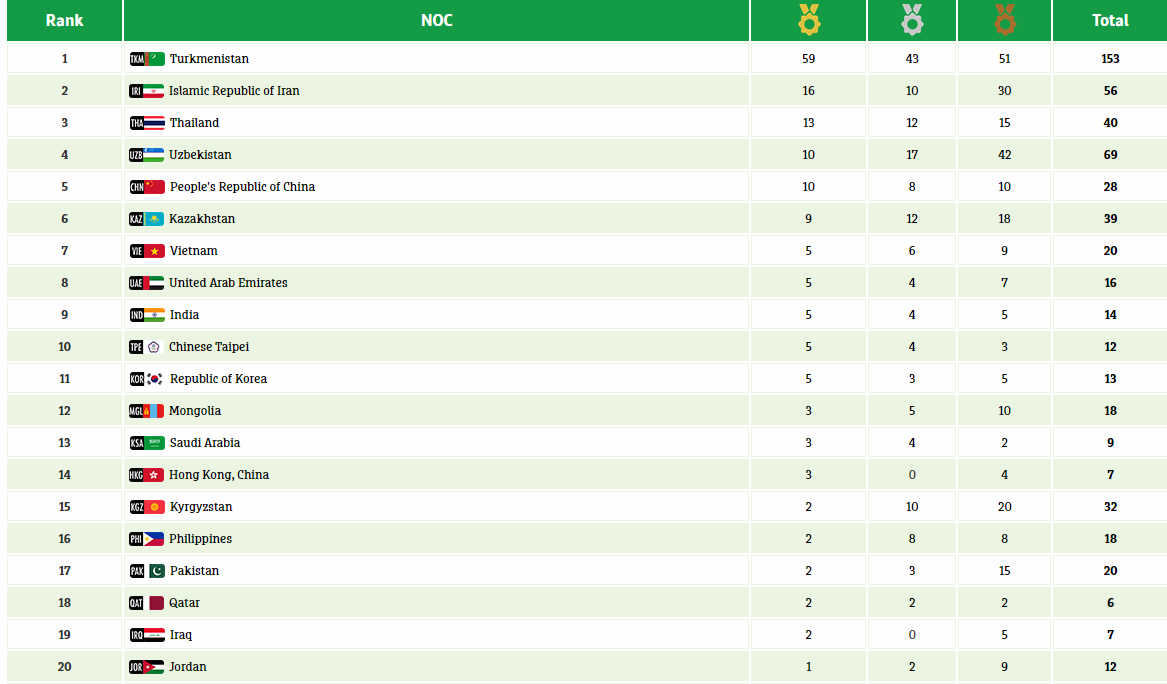 Rank NOC Total
1 TKM Turkmenistan 59 43 51 153
2 IRI Islamic Republic of Iran 16 10 30 56
3 THA Thailand 13 12 15 40
4 UZB Uzbekistan 10 17 42 69
5 CHN People's Republic of China 10 8 10 28
6 KAZ Kazakhstan 9 12 18 39
7 VIE Vietnam 5 6 9 20
8 UAE United Arab Emirates 5 4 7 16
9 IND India 5 4 5 14
10 TPE Chinese Taipei 5 4 3 12
11 KOR Republic of Korea 5 3 5 13
12 MGL Mongolia 3 5 10 18
13 KSA Saudi Arabia 3 4 2 9
14 HKG Hong Kong, China 3 0 4 7
15 KGZ Kyrgyzstan 2 10 20 32
16 PHI Philippines 2 8 8 18
17 PAK Pakistan 2 3 15 20
18 QAT Qatar 2 2 2 6
19 IRQ Iraq 2 0 5 7
20 JOR Jordan 1 2 9 12